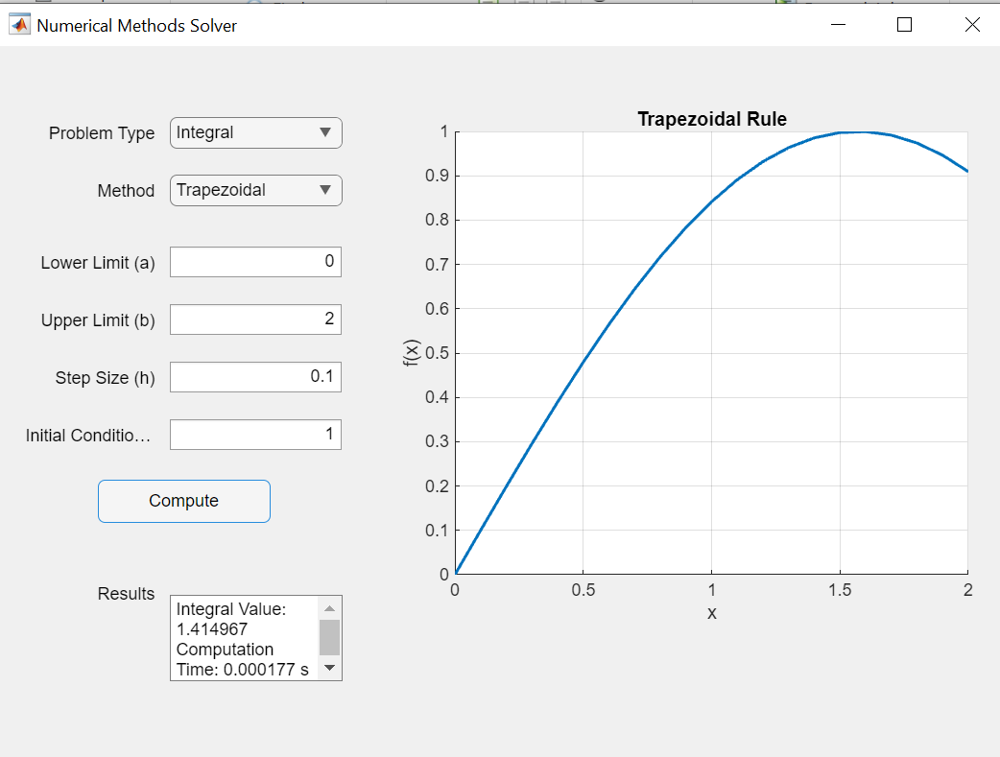 Numerical Methods Solver
Problem Type
Integral
Method
Trapezoidal
Lower Limit (a)
0
Upper Limit (b)
2
Step Size (h)
0.1
Initial Conditio…
1
Compute
Results
Integral Value:
1.414967
Computation
Time: 0.000177 s
Trapezoidal Rule
1
0.9
0.8
0.7
0.6
0.5
0.4
0.3
0.2
0.1
0
f(x)
0
0.5
1
1.5
2
x